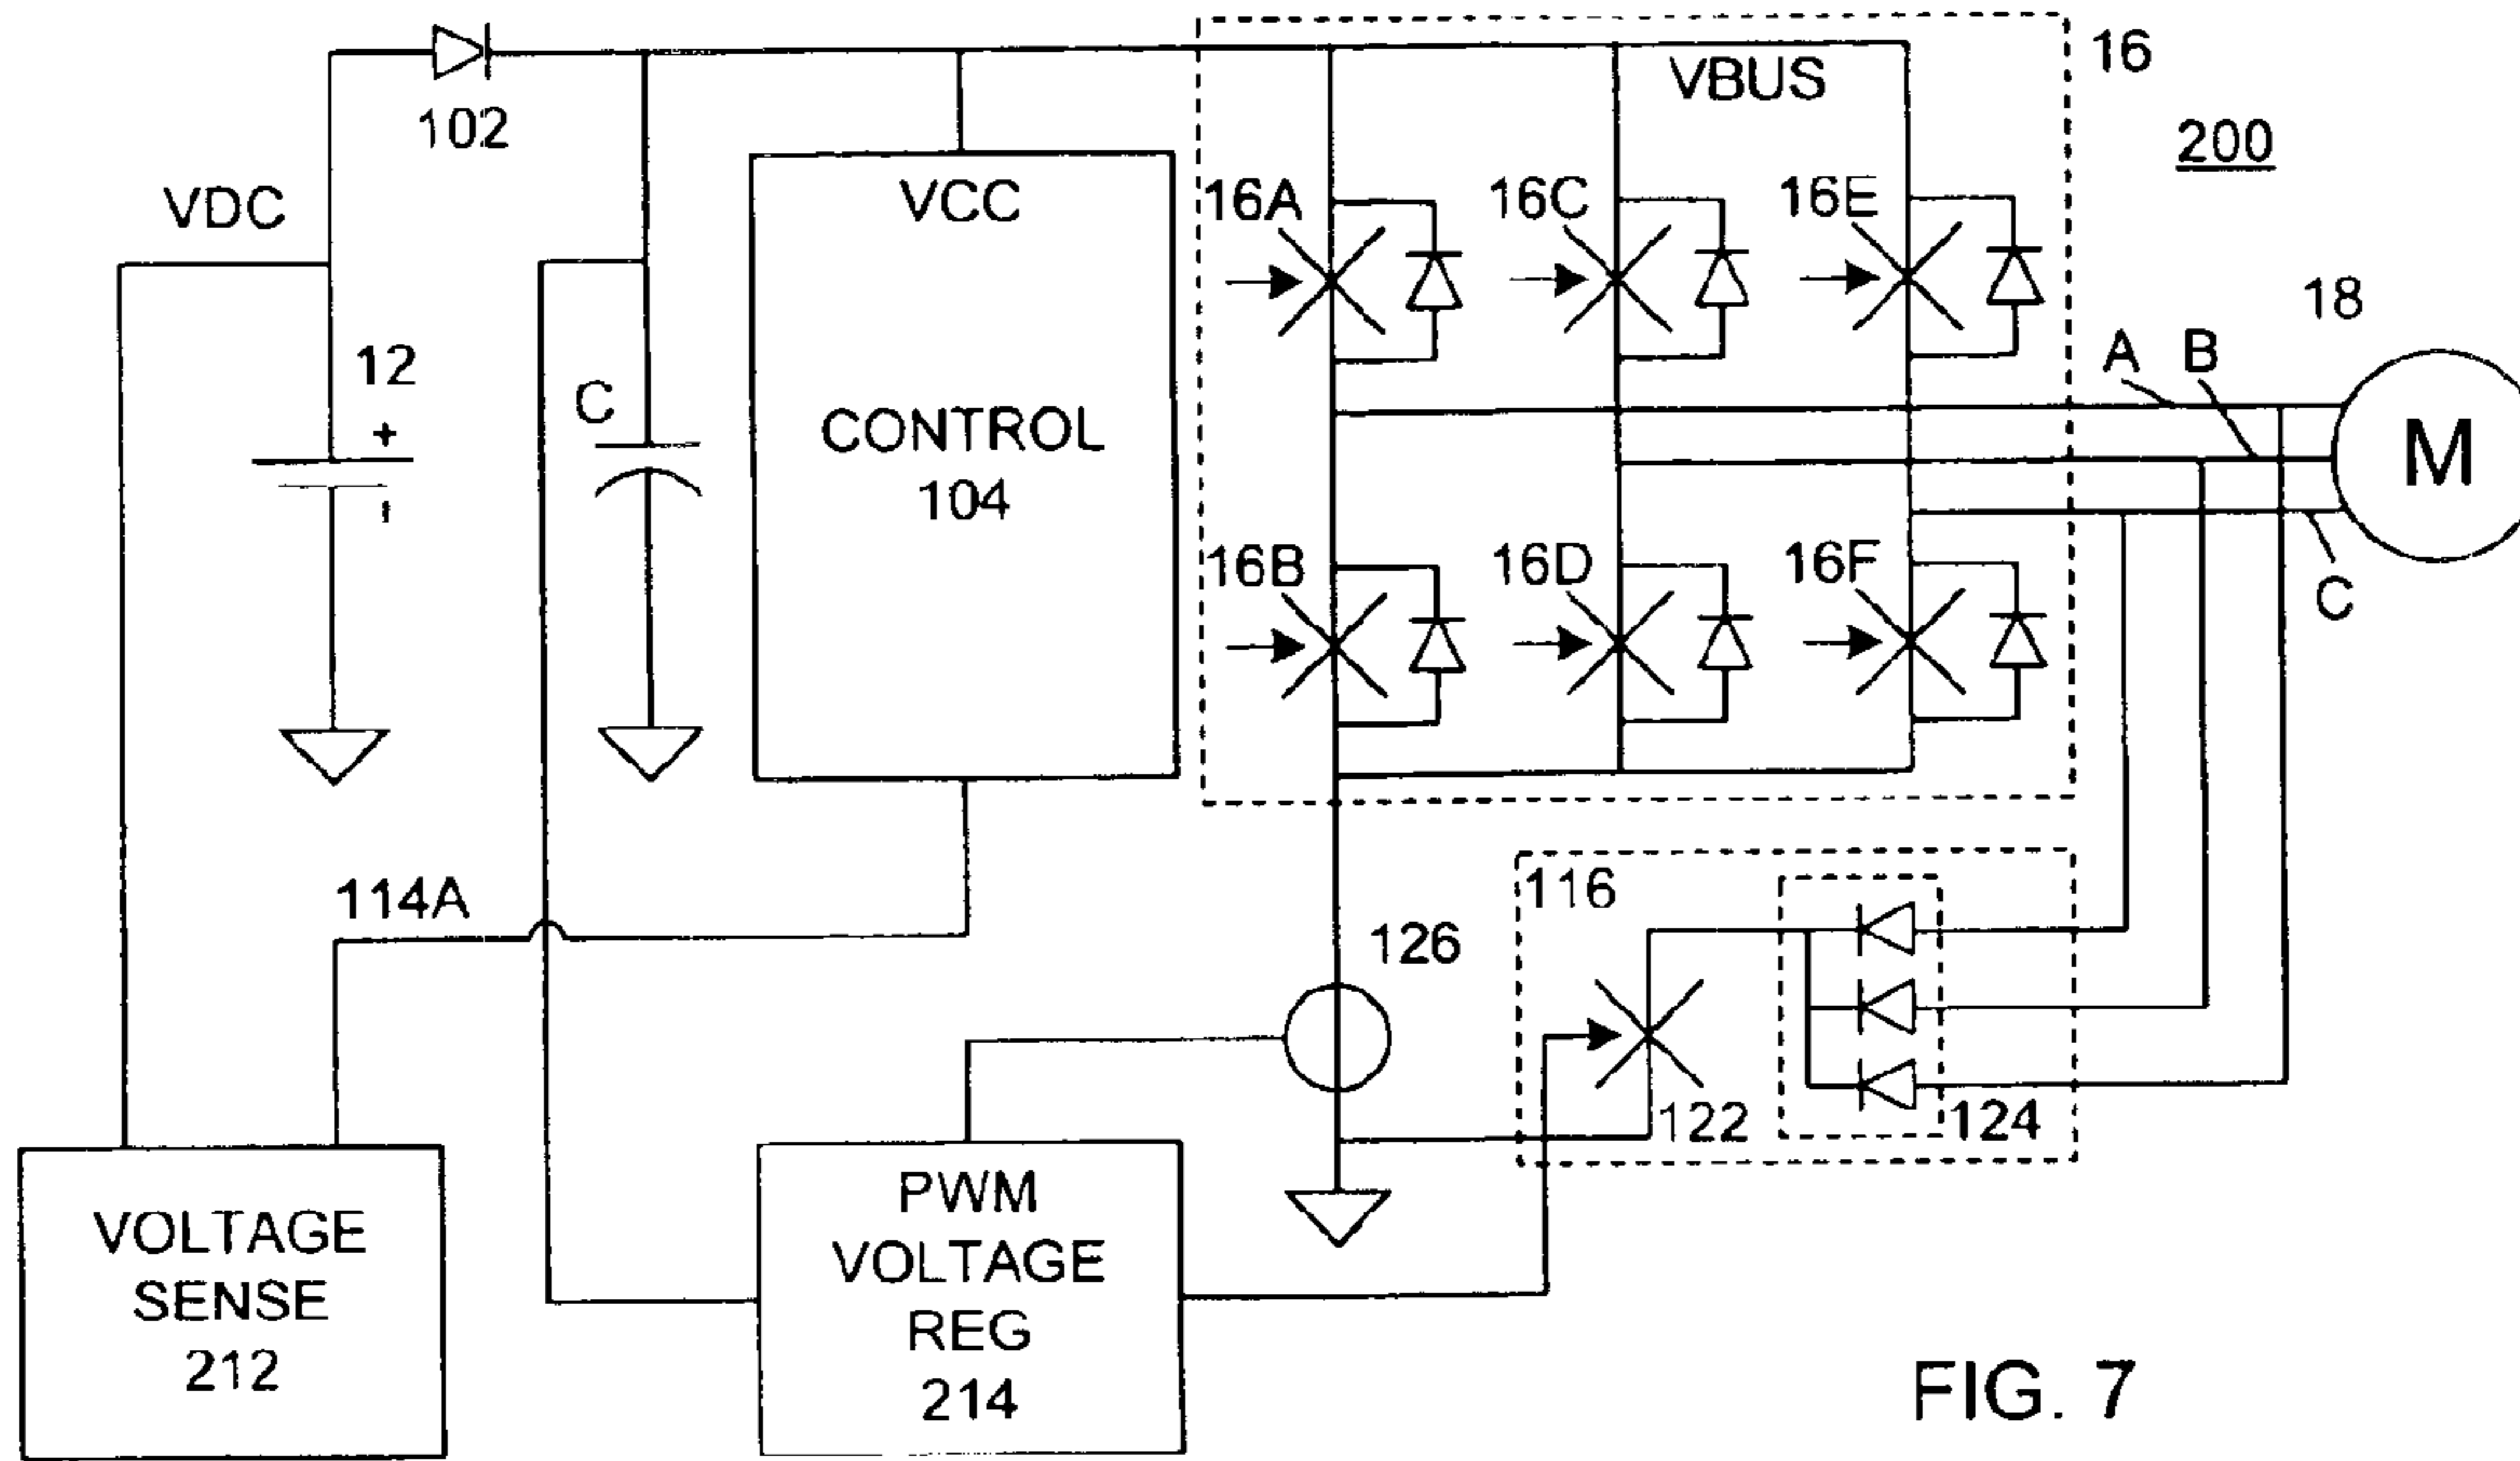 16
VBUS
200
102
VDC
VCC
16A
16C
16E
18
12
+
-
C
CONTROL
104
A
B
M
16B
16D
16F
C
114A
116
126
122
124
VOLTAGE
SENSE
212
PWM
VOLTAGE
REG
214
FIG. 7